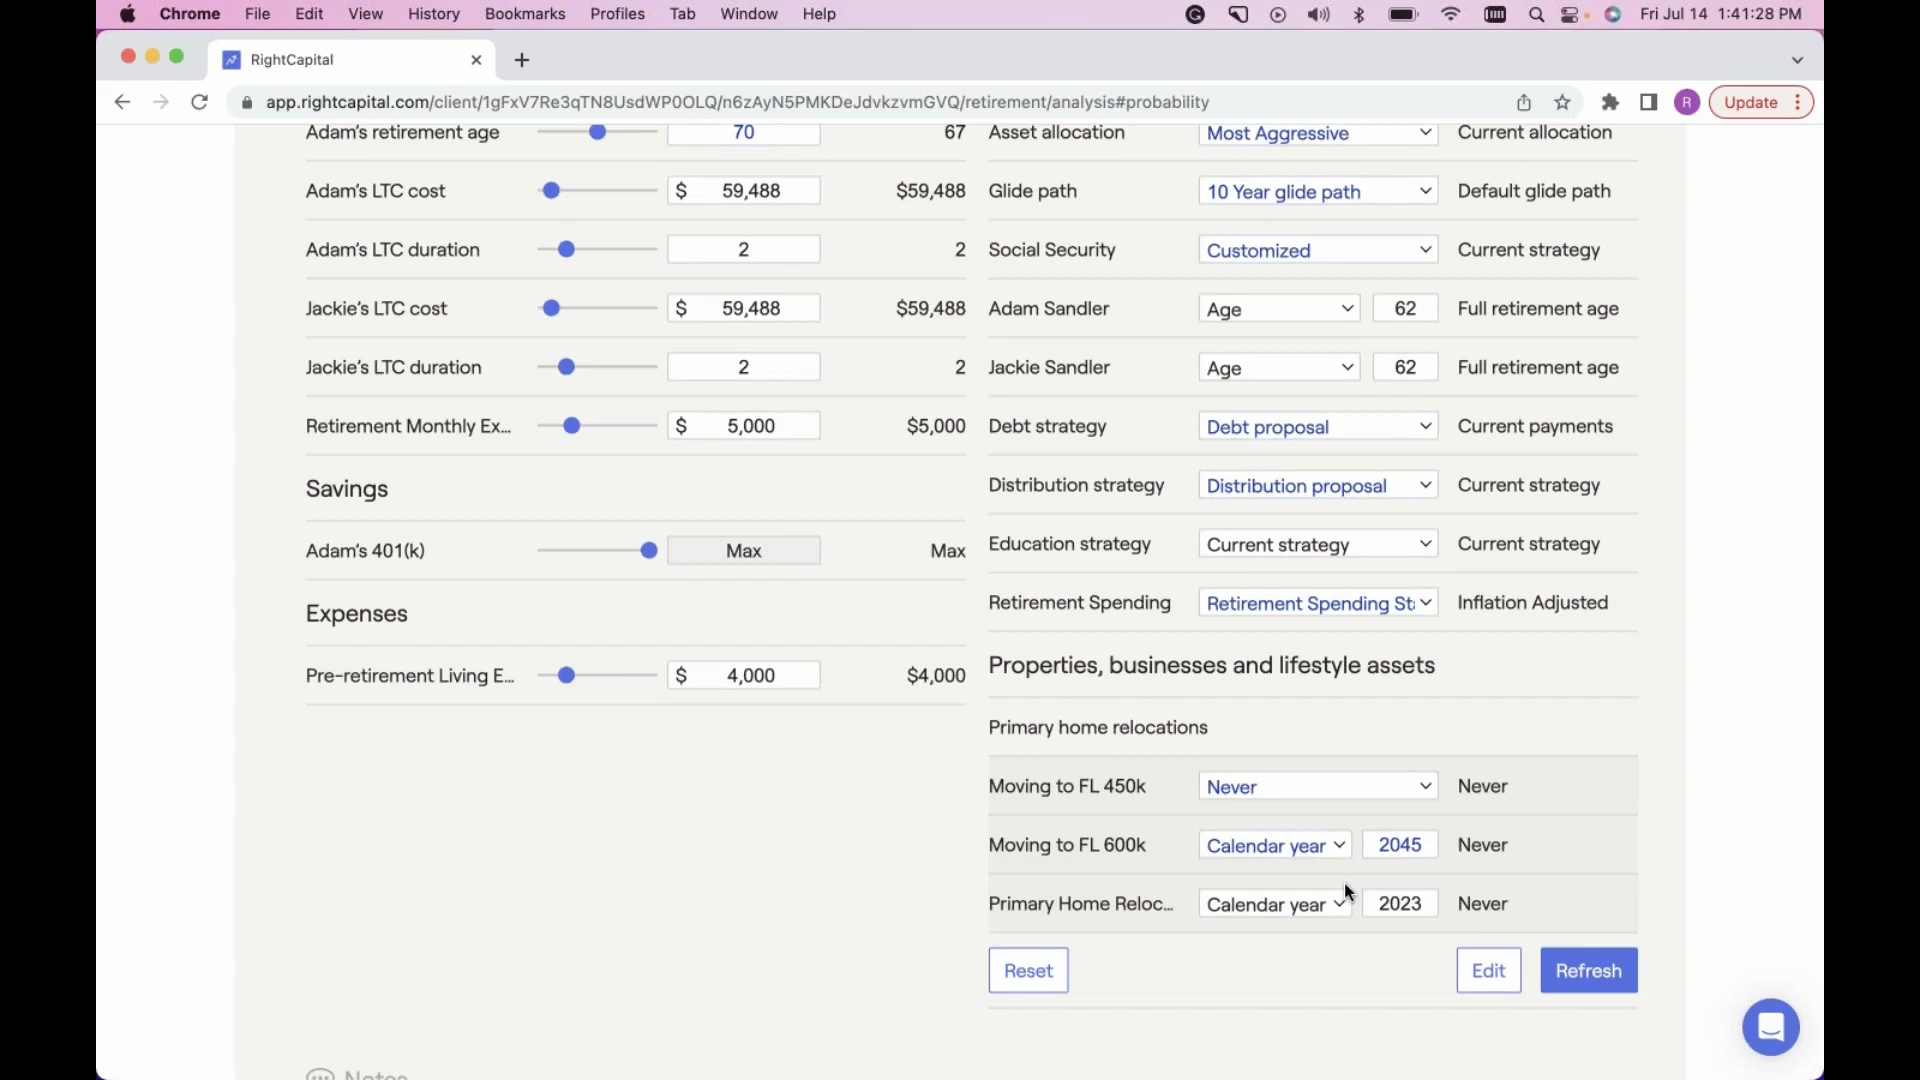 Chrome File Edit View History Bookmarks Profiles Tab Window Help Fri Jul 14 1:41:28 PM
RightCapital
app.rightcapital.com/client/1gFxV7Re3qTN8UsdWP0OLQ/n6zAyN5PMKDeJdvkzvmGVQ/retirement/analysis#probability R Update
Adam's retirement age 70 67
Adam's LTC cost $ 59,488 $59,488
Adam's LTC duration 2 2
Jackie's LTC cost $ 59,488 $59,488
Jackie's LTC duration 2 2
Retirement Monthly Ex... $ 5,000 $5,000
Savings
Adam's 401(k) Max Max
Expenses
Pre-retirement Living E... $ 4,000 $4,000
Asset allocation Most Aggressive Current allocation
Glide path 10 Year glide path Default glide path
Social Security Customized Current strategy
Adam Sandler Age 62 Full retirement age
Jackie Sandler Age 62 Full retirement age
Debt strategy Debt proposal Current payments
Distribution strategy Distribution proposal Current strategy
Education strategy Current strategy Current strategy
Retirement Spending Retirement Spending St Inflation Adjusted
Properties, businesses and lifestyle assets
Primary home relocations
Moving to FL 450k Never Never
Moving to FL 600k Calendar year 2045 Never
Primary Home Reloc... Calendar year 2023 Never
Reset Edit Refresh
Notes